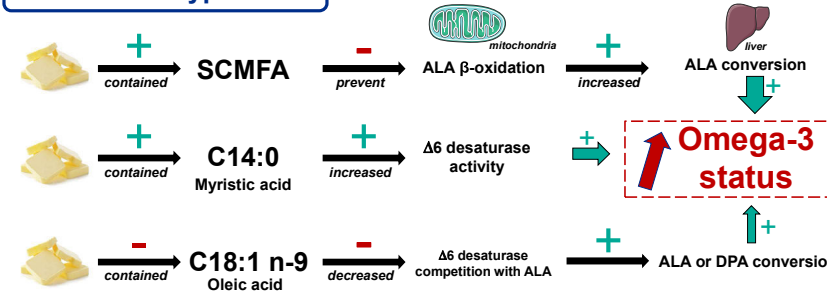 +
-
mitochondria
+
liver
SCMFA
ALA β-oxidation
ALA conversion
contained
prevent
increased
+
+
+
+
Omega-3
status
C14:0
Δ6 desaturase
activity
contained
Myristic acid
increased
-
-
+
+
C18:1 n-9
Δ6 desaturase
competition with ALA
ALA or DPA conversio
contained
Oleic acid
decreased